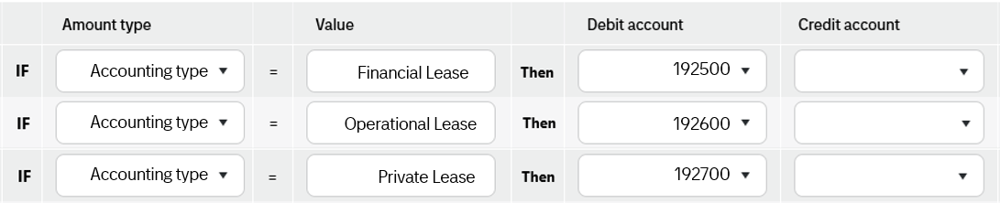 Amount type Value Debit account Credit account
IF Accounting type = Financial Lease Then 192500
IF Accounting type = Operational Lease Then 192600
IF Accounting type = Private Lease Then 192700